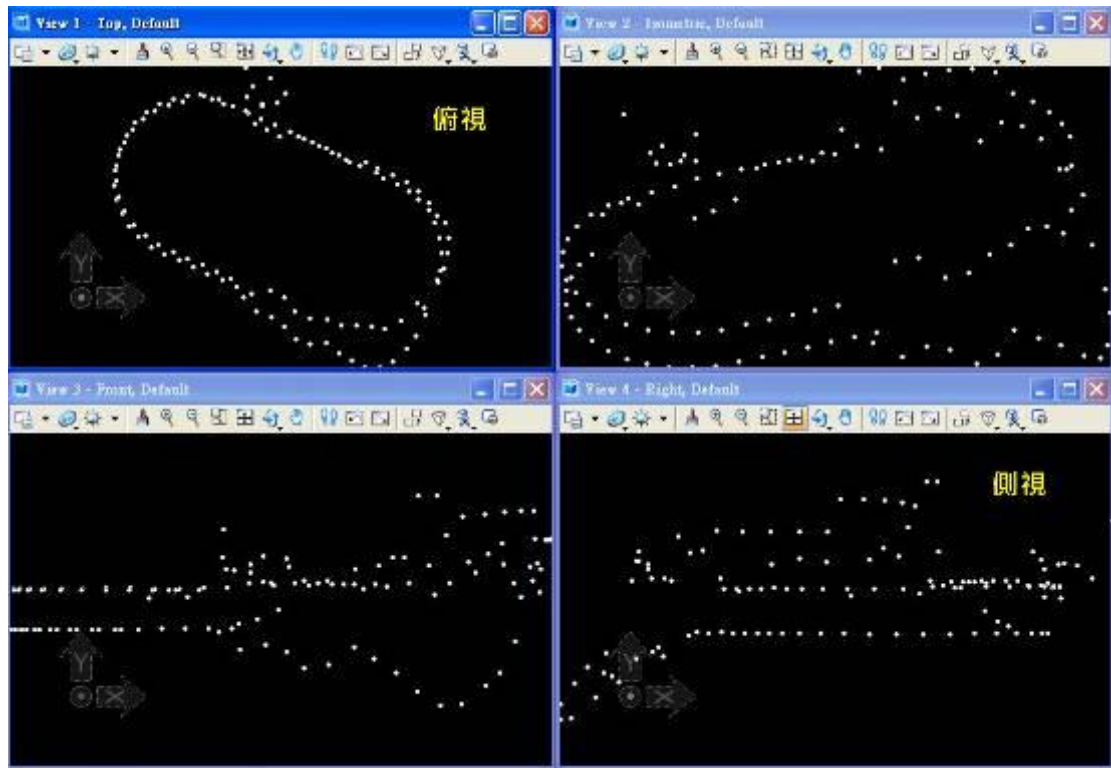 View 1 - Top, Default
View 2 - Isometric, Default
俯視
Y
X
Y
X
View 3 - Front, Default
View 4 - Right, Default
側視
Y
X
Y
X